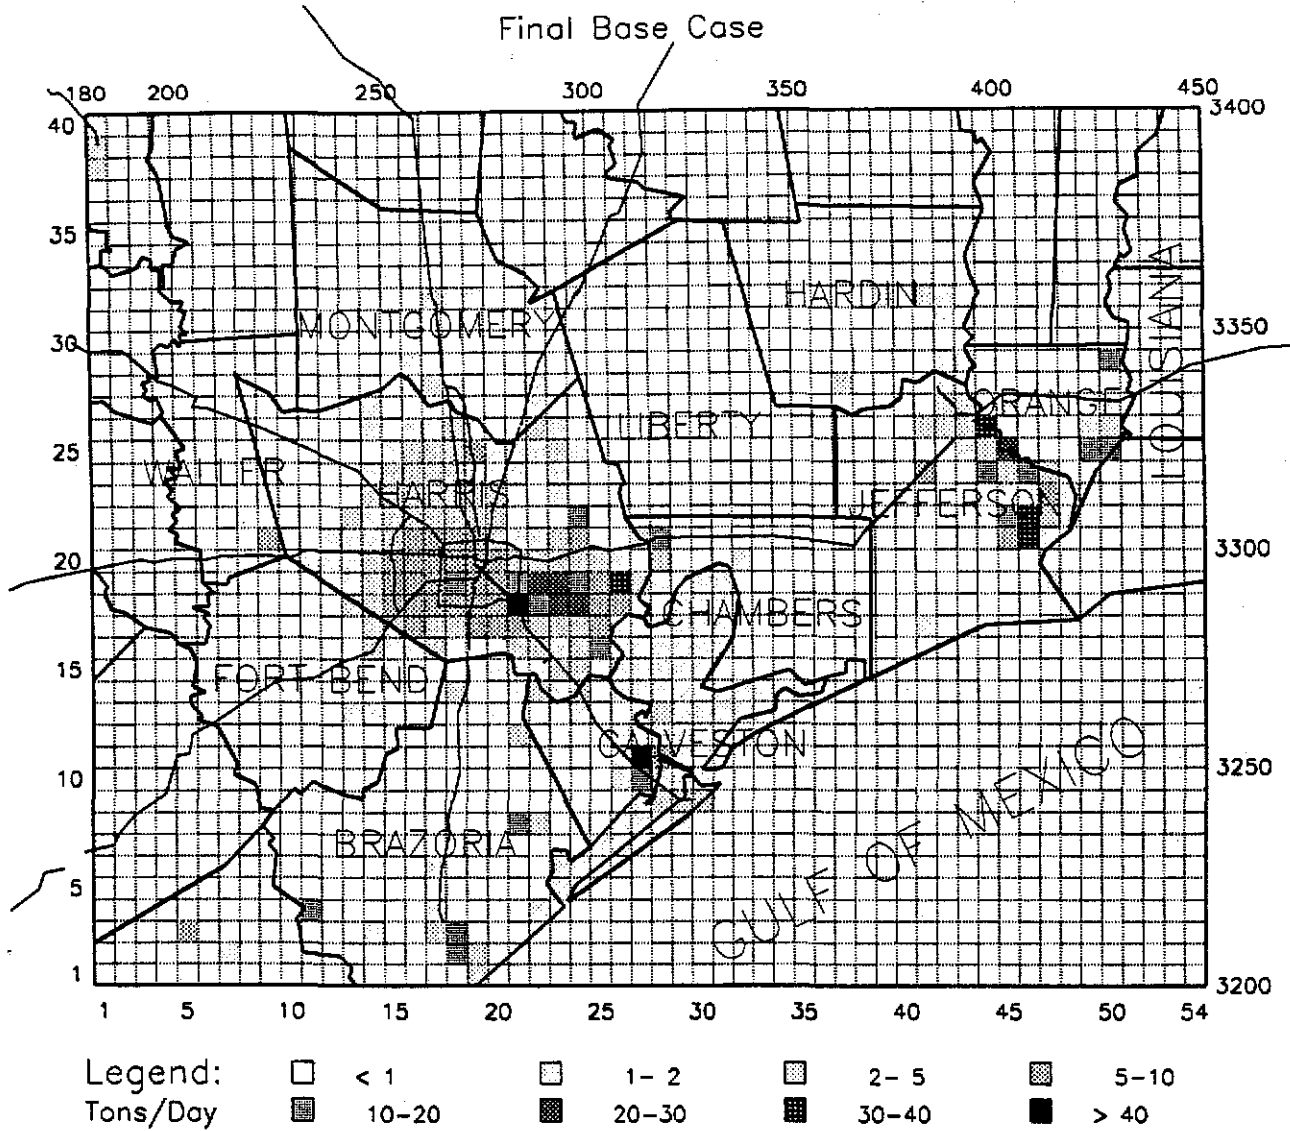 Final Base Case
180 200 250 300 350 400 450
40 3400
35
HARDIN
LOUISIANA
MONTGOMERY 3350
30
ORANGE
LIBERTY
25 WALLER
HARRIS JEFFERSON
20 3300
CHAMBERS
15 FORT BEND
GALVESTON
10 3250
BRAZORIA
GULF OF MEXICO
5
1 3200
1 5 10 15 20 25 30 35 40 45 50 54
Legend: < 1 1- 2 2- 5 5-10
Tons/Day 10-20 20-30 30-40 > 40